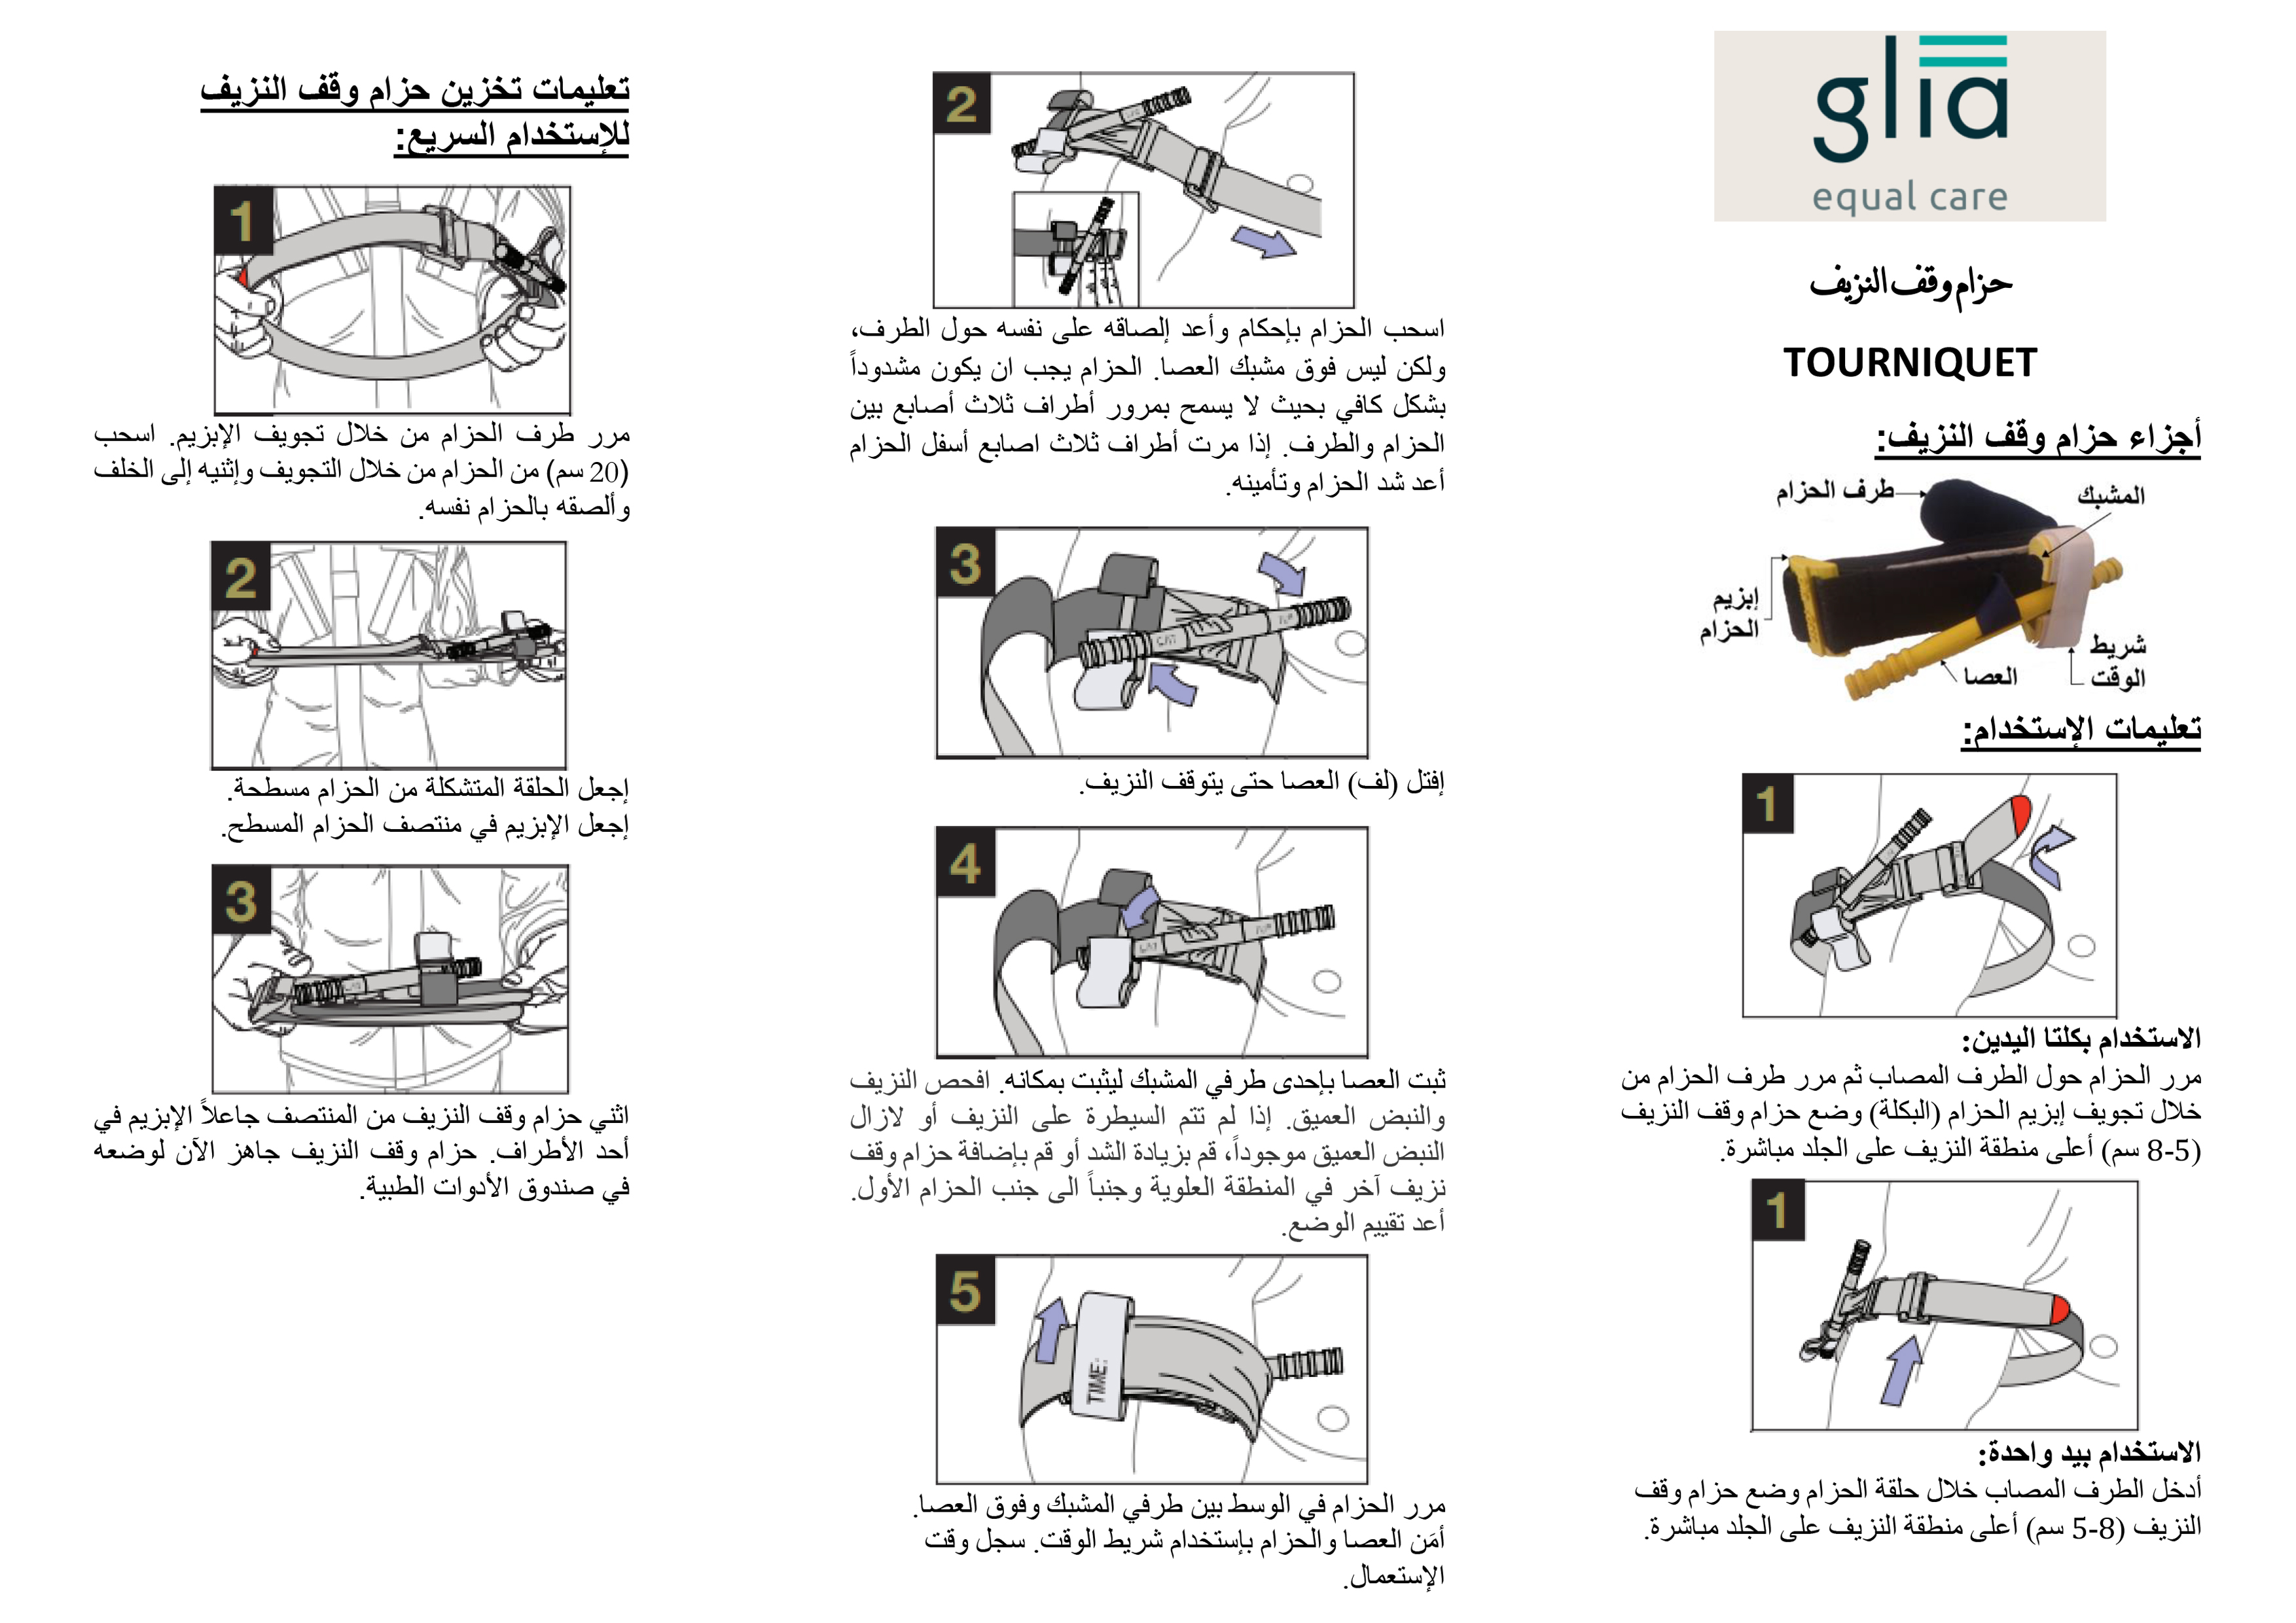 glia
equal care
حزام وقف النزيف
TOURNIQUET
أجزاء حزام وقف النزيف:
طرف الحزام
المشبك
إبزيم
الحزام
شريط
الوقت
العصا
تعليمات الإستخدام:
1
الاستخدام بكلتا اليدين:
مرر الحزام حول الطرف المصاب ثم مرر طرف الحزام من
خلال تجويف إبزيم الحزام (البكلة) وضع حزام وقف النزيف
(5-8 سم) أعلى منطقة النزيف على الجلد مباشرة.
1
الاستخدام بيد واحدة:
أدخل الطرف المصاب خلال حلقة الحزام وضع حزام وقف
النزيف (8-5 سم) أعلى منطقة النزيف على الجلد مباشرة.
2
اسحب الحزام بإحكام وأعد إلصاقه على نفسه حول الطرف،
ولكن ليس فوق مشبك العصا. الحزام يجب ان يكون مشدوداً
بشكل كافي بحيث لا يسمح بمرور أطراف ثلاث أصابع بين
الحزام والطرف. إذا مرت أطراف ثلاث اصابع أسفل الحزام
أعد شد الحزام وتأمينه.
3
CAT
إفتل (لف) العصا حتى يتوقف النزيف.
4
CAT
ثبت العصا بإحدى طرفي المشبك ليثبت بمكانه. افحص النزيف
والنبض العميق. إذا لم تتم السيطرة على النزيف أو لازال
النبض العميق موجوداً، قم بزيادة الشد أو قم بإضافة حزام وقف
نزيف آخر في المنطقة العلوية وجنباً الى جنب الحزام الأول.
أعد تقييم الوضع.
5
TIME:
مرر الحزام في الوسط بين طرفي المشبك وفوق العصا.
أمَن العصا والحزام بإستخدام شريط الوقت. سجل وقت
الإستعمال.
تعليمات تخزين حزام وقف النزيف
للإستخدام السريع:
1
مرر طرف الحزام من خلال تجويف الإبزيم. اسحب
(20 سم) من الحزام من خلال التجويف وإثنيه إلى الخلف
وألصقه بالحزام نفسه.
2
إجعل الحلقة المتشكلة من الحزام مسطحة.
إجعل الإبزيم في منتصف الحزام المسطح.
3
اثني حزام وقف النزيف من المنتصف جاعلاً الإبزيم في
أحد الأطراف. حزام وقف النزيف جاهز الآن لوضعه
في صندوق الأدوات الطبية.